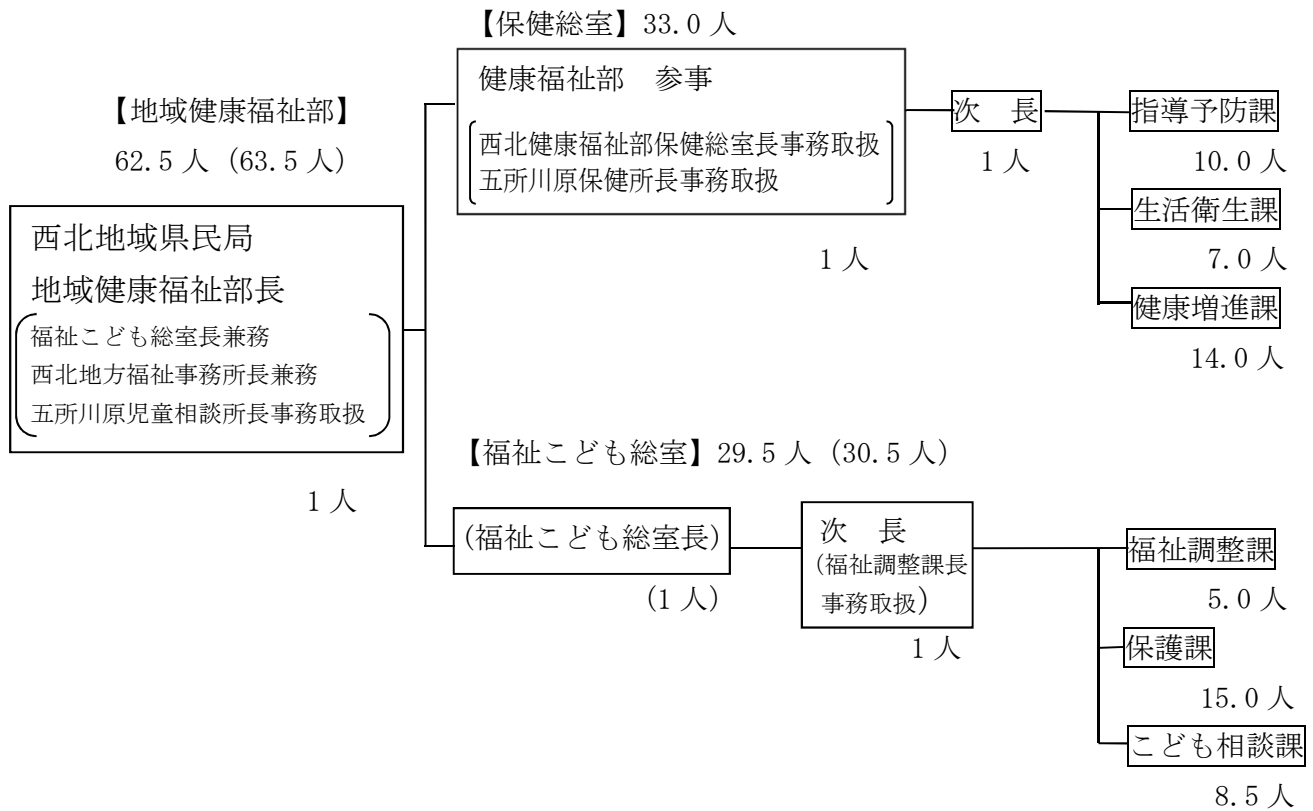 【保健総室】33.0 人
健康福祉部　参事
西北健康福祉部保健総室長事務取扱
五所川原保健所長事務取扱
1 人
次　長
1 人
指導予防課
10.0 人
生活衛生課
7.0 人
健康増進課
14.0 人
【地域健康福祉部】
62.5 人（63.5 人）
西北地域県民局
地域健康福祉部長
福祉こども総室長兼務
西北地方福祉事務所長兼務
五所川原児童相談所長事務取扱
1 人
【福祉こども総室】29.5 人（30.5 人）
(福祉こども総室長)
(1 人)
次　長
(福祉調整課長
事務取扱)
1 人
福祉調整課
5.0 人
保護課
15.0 人
こども相談課
8.5 人